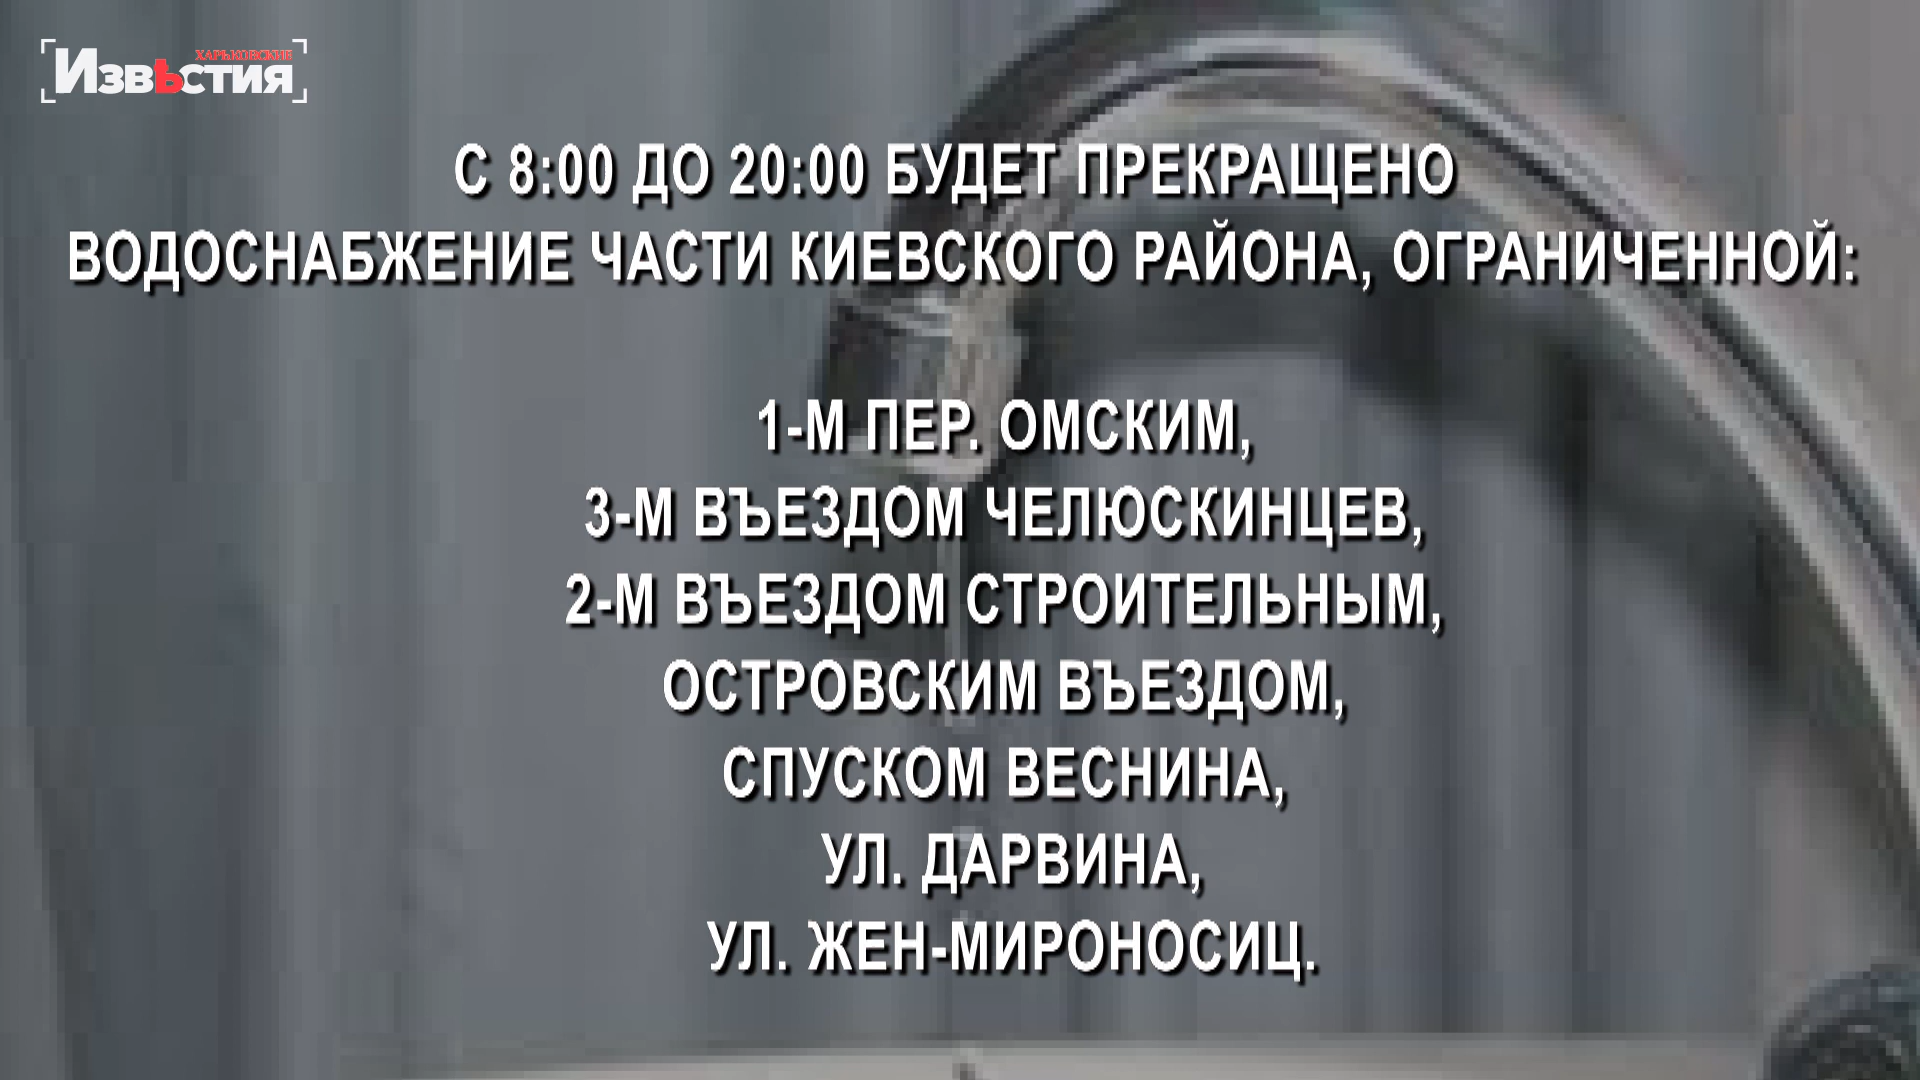 ХАРЬКОВСКИЕ
ИзвѢстия
С 8:00 ДО 20:00 БУДЕТ ПРЕКРАЩЕНО
ВОДОСНАБЖЕНИЕ ЧАСТИ КИЕВСКОГО РАЙОНА, ОГРАНИЧЕННОЙ:
1-М ПЕР. ОМСКИМ,
3-М ВЪЕЗДОМ ЧЕЛЮСКИНЦЕВ,
2-М ВЪЕЗДОМ СТРОИТЕЛЬНЫМ,
ОСТРОВСКИМ ВЪЕЗДОМ,
СПУСКОМ ВЕСНИНА,
УЛ. ДАРВИНА,
УЛ. ЖЕН-МИРОНОСИЦ.